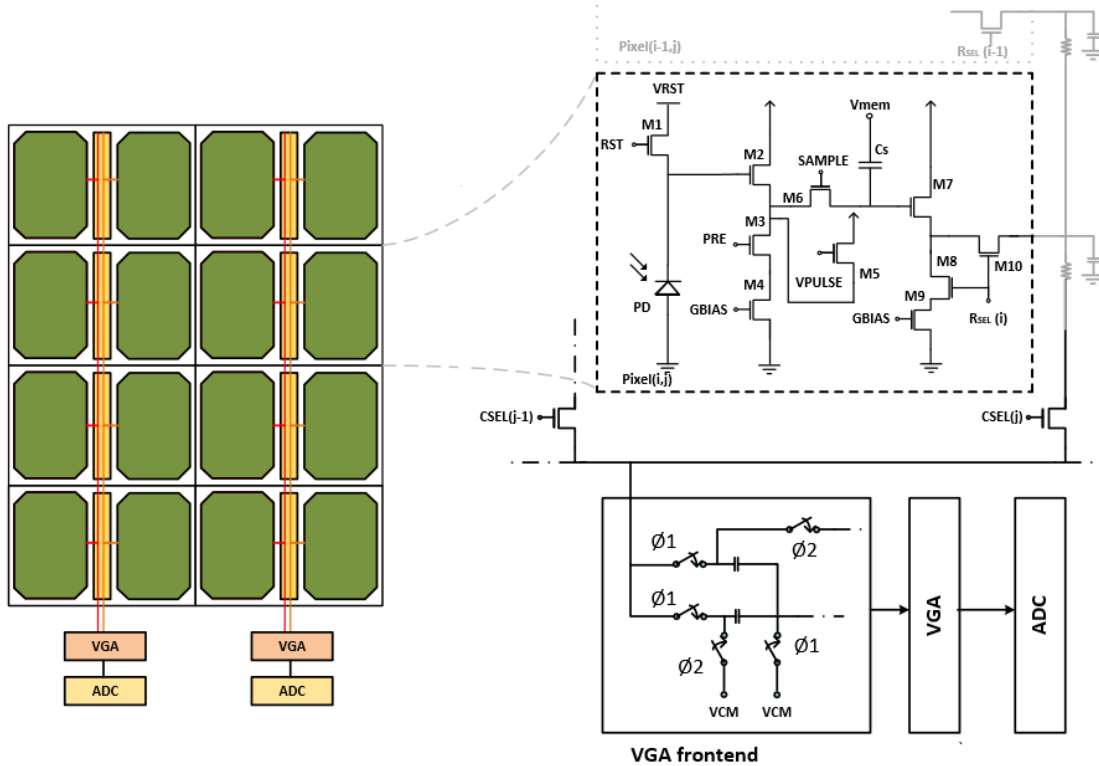 Pixel(i-1,j)
RSEL (i-1)
VRST
M1
RST
M2
SAMPLE
Vmem
Cs
M6
M7
M3
PRE
M5
VPULSE
M4
GBIAS
PD
M8
M10
M9
GBIAS
RSEL (i)
Pixel(i,j)
CSEL(j-1)
CSEL(j)
Ø1
Ø2
Ø1
Ø2
Ø1
VCM
VCM
VGA
ADC
VGA frontend
VGA
VGA
ADC
ADC